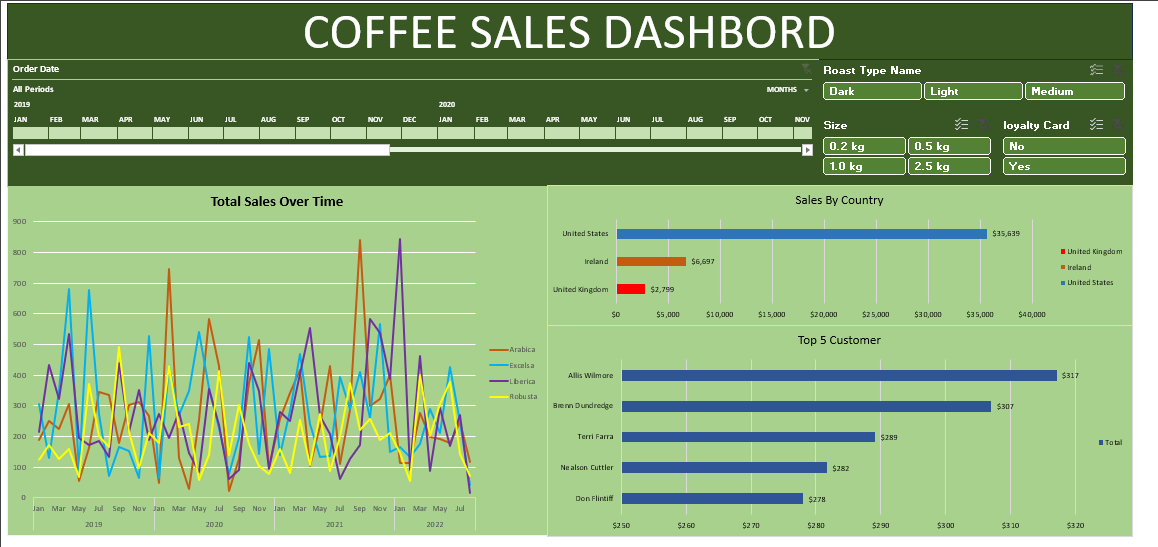 COFFEE SALES DASHBORD
Order Date
All Periods
MONTHS
2019 2020
JAN FEB MAR APR MAY JUN JUL AUG SEP OCT NOV DEC JAN FEB MAR APR MAY JUN JUL AUG SEP OCT NOV
Roast Type Name
Dark Light Medium
Size
0.2 kg 0.5 kg
1.0 kg 2.5 kg
loyalty Card
No
Yes
Total Sales Over Time
900
800
700
600
500
400
300
200
100
0
Jan Mar May Jul Sep Nov Jan Mar May Jul Sep Nov Jan Mar May Jul Sep Nov Jan Mar May Jul
2019 2020 2021 2022
Arabica
Excelsa
Liberica
Robusta
Sales By Country
United States $35,639
Ireland $6,697
United Kingdom $2,799
$0 $5,000 $10,000 $15,000 $20,000 $25,000 $30,000 $35,000 $40,000
United Kingdom
Ireland
United States
Top 5 Customer
Allis Wilmore $317
Brenn Dundredge $307
Terri Farra $289
Nealson Cuttler $282
Don Flintiff $278
$250 $260 $270 $280 $290 $300 $310 $320
Total